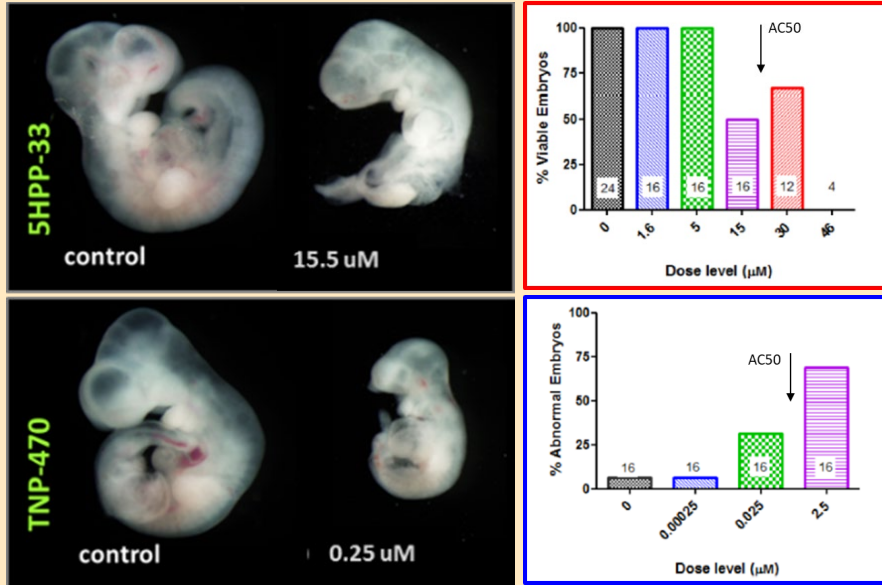 5HPP-33
control
15.5 uM
% Viable Embryos
100
75
50
25
0
AC50
24
16
16
16
12
4
0
1.6
5
15
30
46
Dose level (μM)
TNP-470
control
0.25 uM
% Abnormal Embryos
100
75
50
25
0
AC50
16
16
16
16
0
0.00025
0.025
2.5
Dose level (μM)